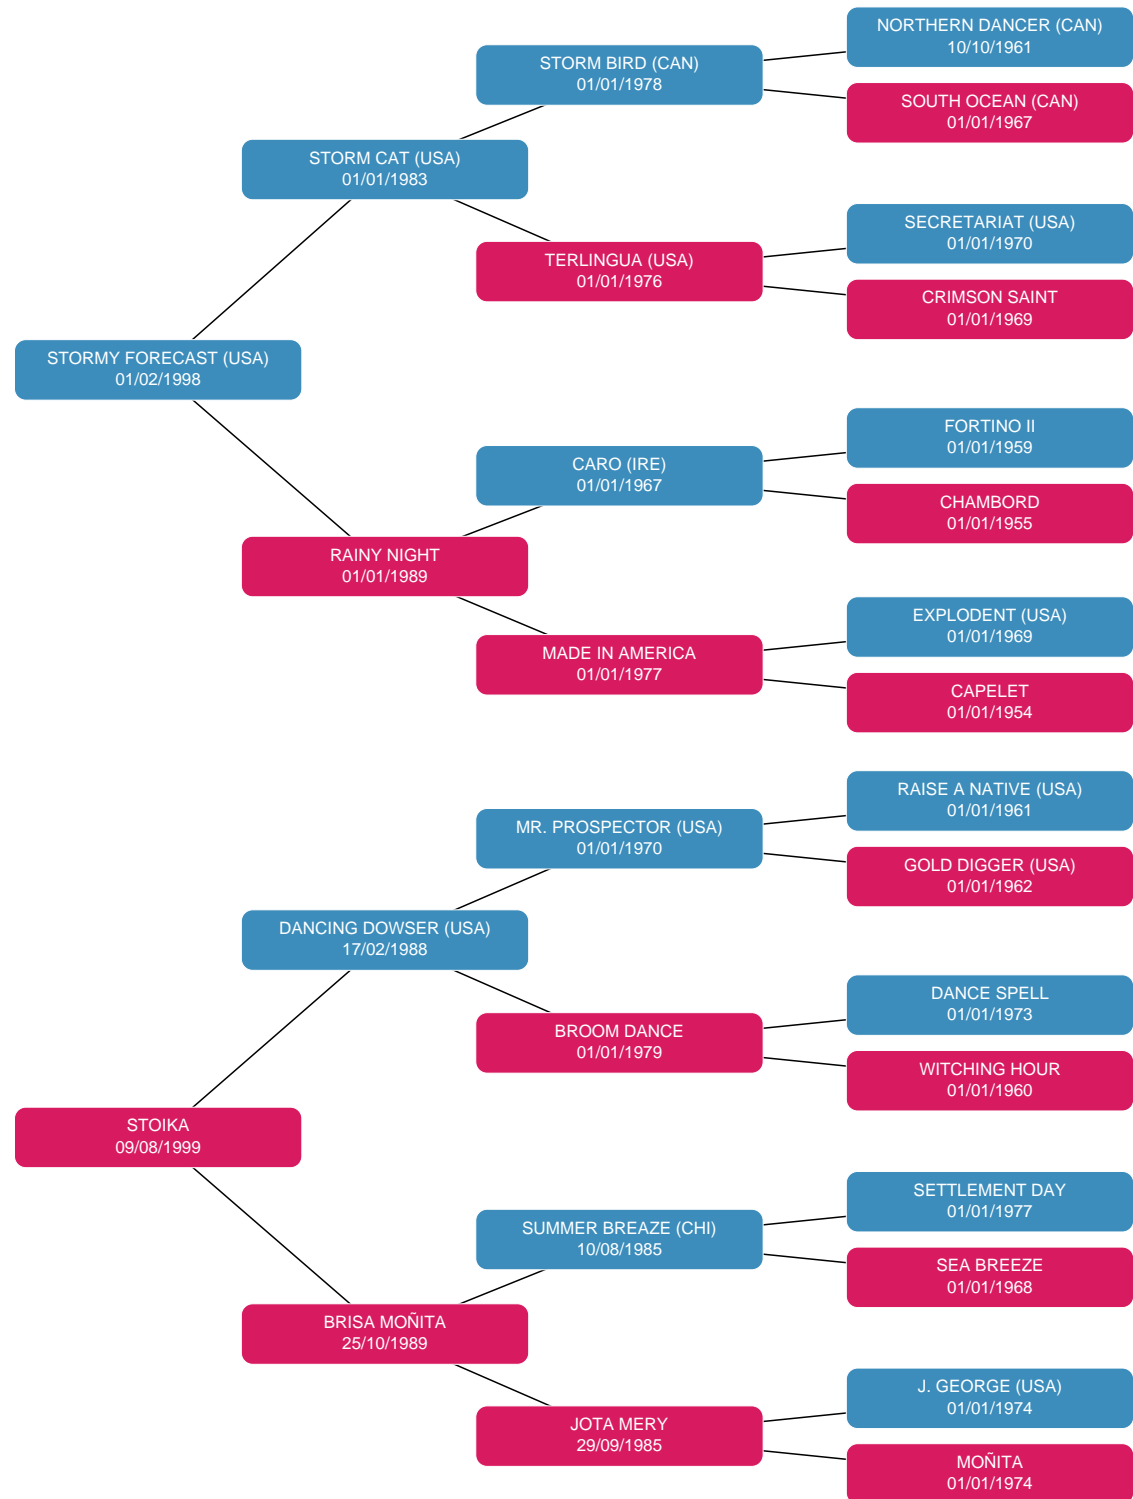 NORTHERN DANCER (CAN)
10/10/1961
STORM BIRD (CAN)
01/01/1978
SOUTH OCEAN (CAN)
01/01/1967
STORM CAT (USA)
01/01/1983
SECRETARIAT (USA)
01/01/1970
TERLINGUA (USA)
01/01/1976
CRIMSON SAINT
01/01/1969
STORMY FORECAST (USA)
01/02/1998
FORTINO II
01/01/1959
CARO (IRE)
01/01/1967
CHAMBORD
01/01/1955
RAINY NIGHT
01/01/1989
EXPLODENT (USA)
01/01/1969
MADE IN AMERICA
01/01/1977
CAPELET
01/01/1954
RAISE A NATIVE (USA)
01/01/1961
MR. PROSPECTOR (USA)
01/01/1970
GOLD DIGGER (USA)
01/01/1962
DANCING DOWSER (USA)
17/02/1988
DANCE SPELL
01/01/1973
BROOM DANCE
01/01/1979
WITCHING HOUR
01/01/1960
STOIKA
09/08/1999
SETTLEMENT DAY
01/01/1977
SUMMER BREAZE (CHI)
10/08/1985
SEA BREEZE
01/01/1968
BRISA MOÑITA
25/10/1989
J. GEORGE (USA)
01/01/1974
JOTA MERY
29/09/1985
MOÑITA
01/01/1974